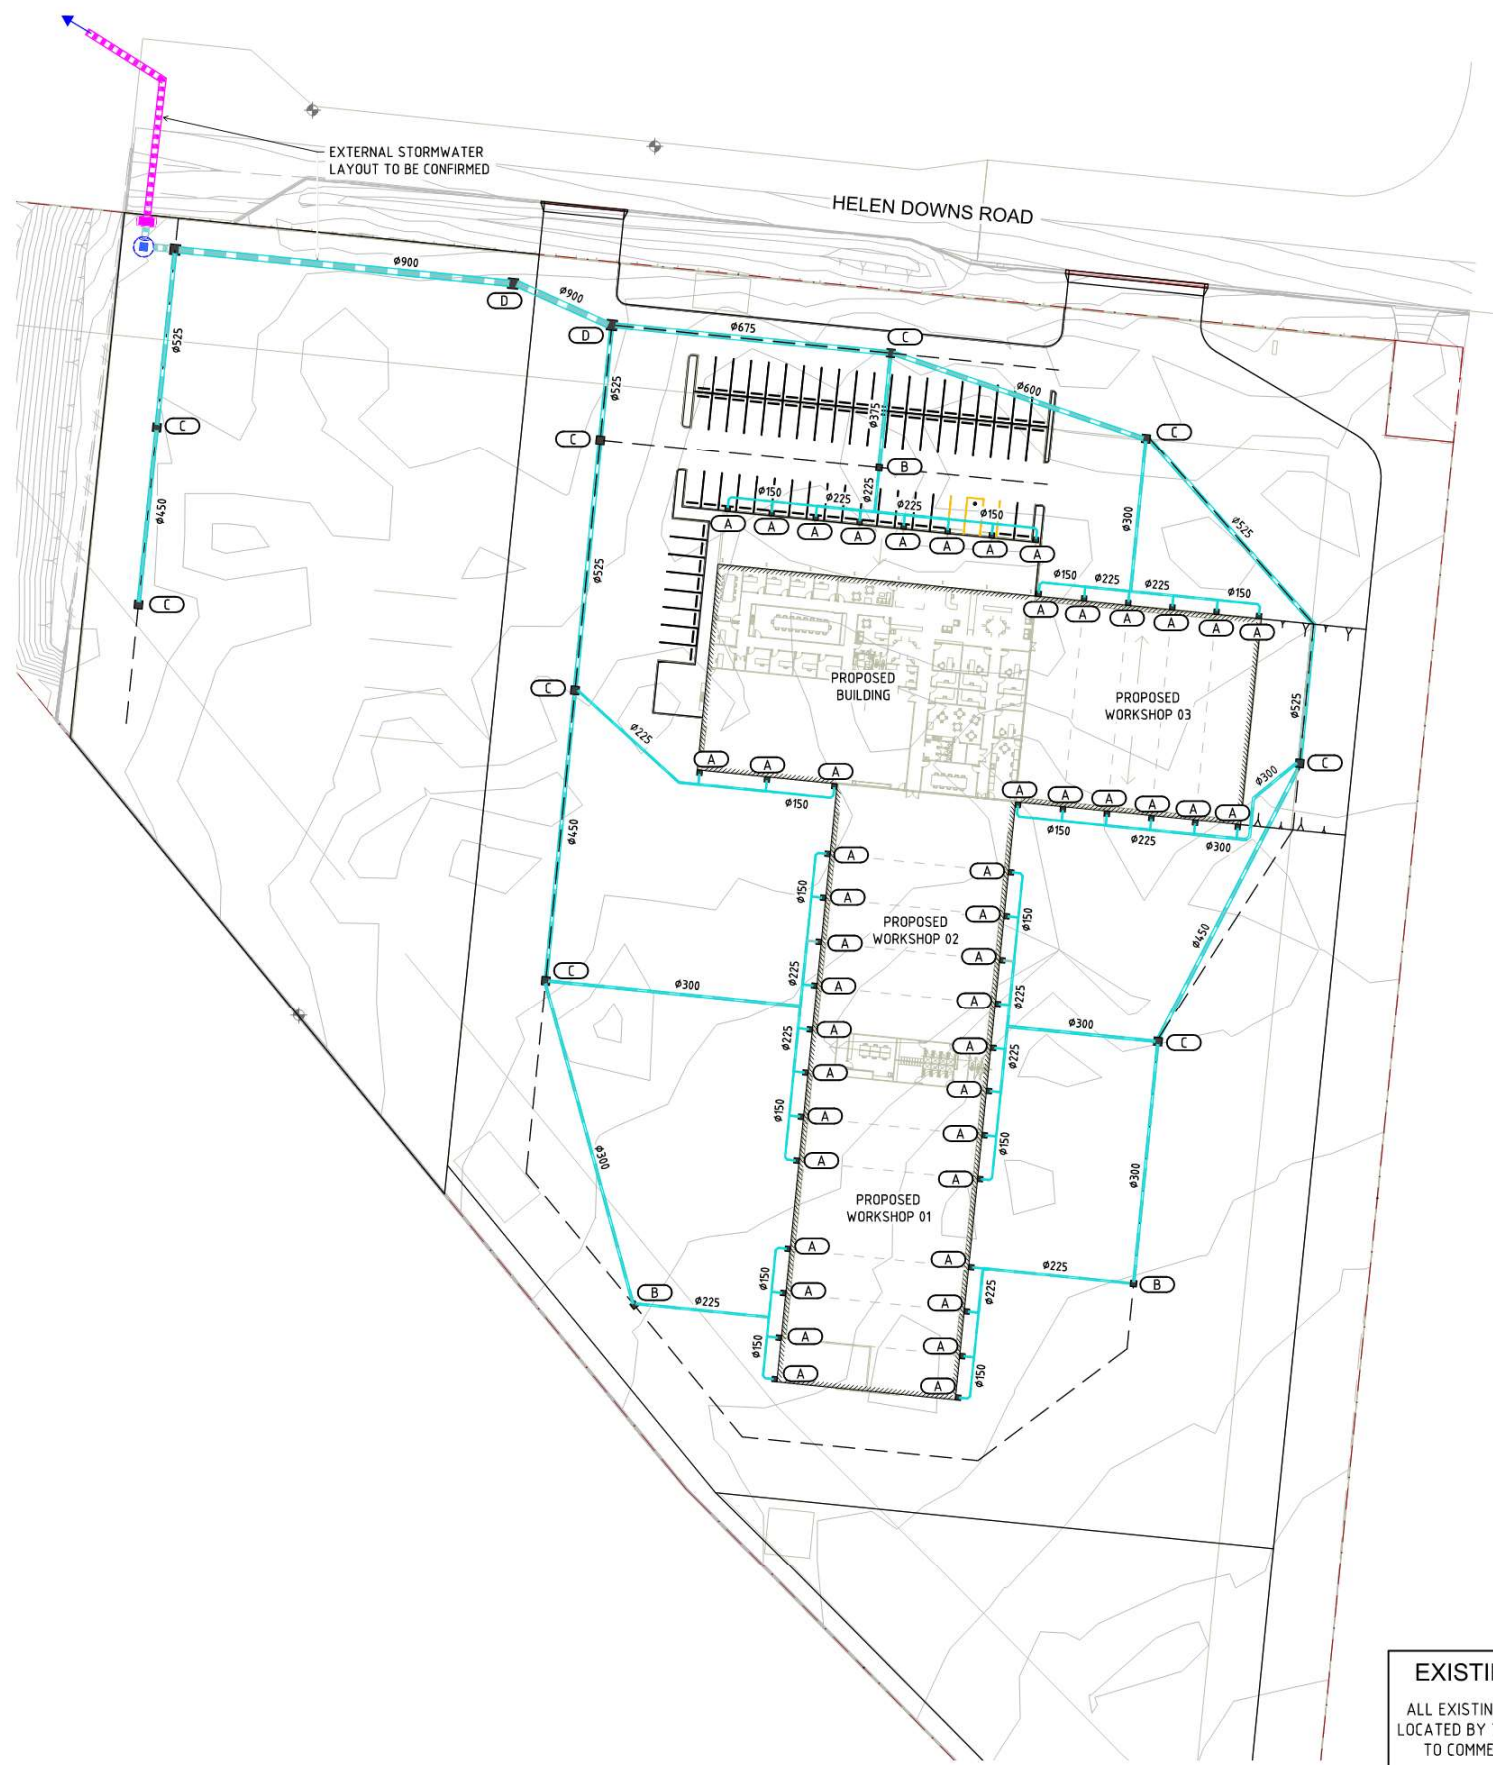 EXTERNAL STORMWATER
LAYOUT TO BE CONFIRMED
HELEN DOWNS ROAD
Ø900
D
Ø900
D
Ø675
C
Ø600
C
Ø525
C
Ø450
C
Ø525
C
Ø375
B
Ø225
Ø150
Ø225
Ø225
Ø150
A
A
A
A
A
A
A
A
Ø300
Ø525
Ø525
Ø150
Ø225
Ø225
Ø150
A
A
A
A
A
A
C
Ø225
PROPOSED
BUILDING
PROPOSED
WORKSHOP 03
Ø525
C
Ø300
A
A
A
Ø150
A
A
A
A
A
A
Ø150
Ø225
Ø300
Ø450
Ø450
C
Ø300
Ø150
Ø225
Ø225
Ø150
A
A
A
A
A
A
A
A
PROPOSED
WORKSHOP 02
A
A
A
A
A
A
A
A
Ø150
Ø225
Ø225
Ø150
Ø300
C
Ø300
Ø300
PROPOSED
WORKSHOP 01
B
Ø225
Ø150
Ø150
A
A
A
A
A
A
A
A
Ø225
Ø225
Ø150
B
EXISTI
ALL EXISTIN
LOCATED BY
TO COMME